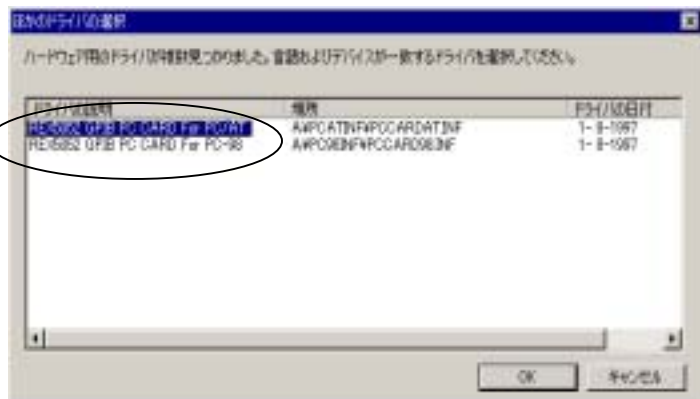 ほかのドライバの選択
ハードウェア用のドライバが複数見つかりました。言語およびデバイスが一致するドライバを選択してください。
ドライバの説明 場所 ドライバの日付
REX5052 GPIB PC CARD For PC/AT A:¥PCATINF¥PCCARDAT.INF 1- 8-1997
REX5052 GPIB PC CARD For PC-98 A:¥PC98INF¥PCCARD98.INF 1- 8-1997
OK キャンセル